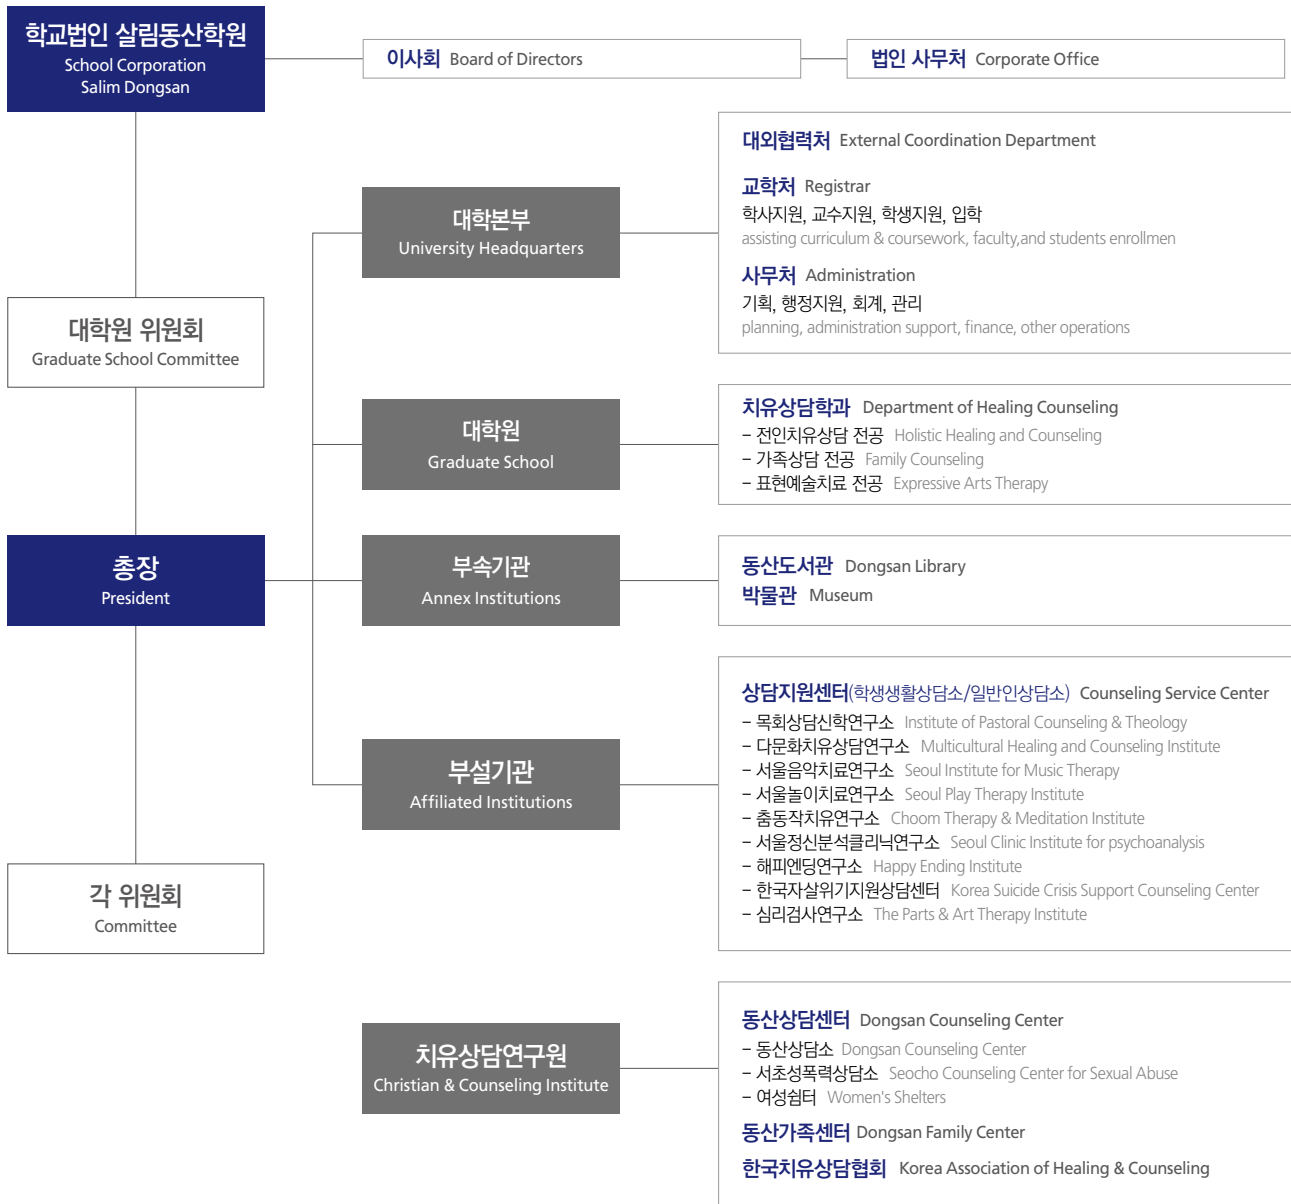 학교법인 살림동산학원
School Corporation
Salim Dongsan
이사회 Board of Directors
법인 사무처 Corporate Office
대학원 위원회
Graduate School Committee
총장
President
각 위원회
Committee
대학본부
University Headquarters
대외협력처 External Coordination Department
교학처 Registrar
학사지원, 교수지원, 학생지원, 입학
assisting curriculum & coursework, faculty,and students enrollmen
사무처 Administration
기획, 행정지원, 회계, 관리
planning, administration support, finance, other operations
대학원
Graduate School
치유상담학과 Department of Healing Counseling
– 전인치유상담 전공 Holistic Healing and Counseling
– 가족상담 전공 Family Counseling
– 표현예술치료 전공 Expressive Arts Therapy
부속기관
Annex Institutions
동산도서관 Dongsan Library
박물관 Museum
부설기관
Affiliated Institutions
상담지원센터(학생생활상담소/일반인상담소) Counseling Service Center
– 목회상담신학연구소 Institute of Pastoral Counseling & Theology
– 다문화치유상담연구소 Multicultural Healing and Counseling Institute
– 서울음악치료연구소 Seoul Institute for Music Therapy
– 서울놀이치료연구소 Seoul Play Therapy Institute
– 춤동작치유연구소 Choom Therapy & Meditation Institute
– 서울정신분석클리닉연구소 Seoul Clinic Institute for psychoanalysis
– 해피엔딩연구소 Happy Ending Institute
– 한국자살위기지원상담센터 Korea Suicide Crisis Support Counseling Center
– 심리검사연구소 The Parts & Art Therapy Institute
치유상담연구원
Christian & Counseling Institute
동산상담센터 Dongsan Counseling Center
– 동산상담소 Dongsan Counseling Center
– 서초성폭력상담소 Seocho Counseling Center for Sexual Abuse
– 여성쉼터 Women's Shelters
동산가족센터 Dongsan Family Center
한국치유상담협회 Korea Association of Healing & Counseling